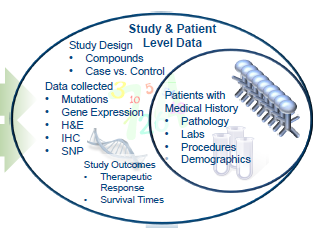 Study & Patient
Level Data
Study Design
• Compounds
• Case vs. Control
Data collected
• Mutations
• Gene Expression
• H&E
• IHC
• SNP
Study Outcomes
• Therapeutic
Response
• Survival Times
Patients with
Medical History
• Pathology
• Labs
• Procedures
• Demographics